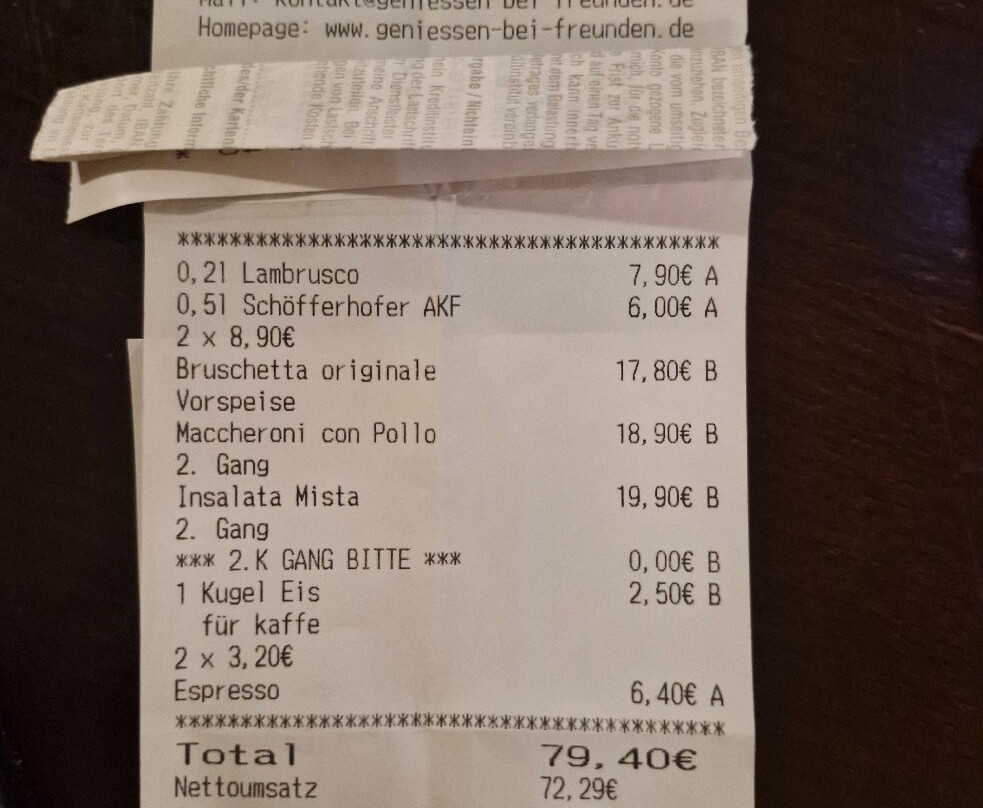 Homepage: www.geniessen-bei-freunden.de
****************************************
0,2l Lambrusco 7,90€ A
0,5l Schöfferhofer AKF 6,00€ A
2 x 8,90€
Bruschetta originale 17,80€ B
Vorspeise
Maccheroni con Pollo 18,90€ B
2. Gang
Insalata Mista 19,90€ B
2. Gang
*** 2.K GANG BITTE *** 0,00€ B
1 Kugel Eis 2,50€ B
für kaffe
2 x 3,20€
Espresso 6,40€ A
****************************************
Total 79,40€
Nettoumsatz 72,29€